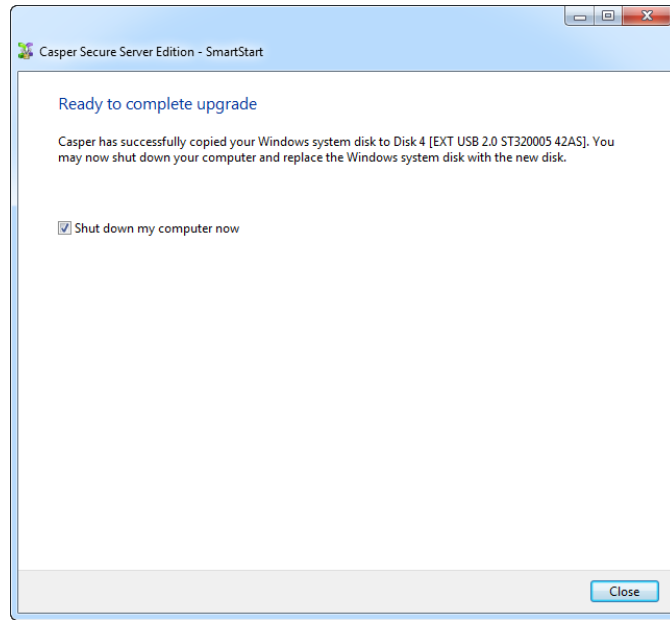 Casper Secure Server Edition - SmartStart
Ready to complete upgrade
Casper has successfully copied your Windows system disk to Disk 4 [EXT USB 2.0 ST320005 42AS]. You
may now shut down your computer and replace the Windows system disk with the new disk.
Shut down my computer now
Close